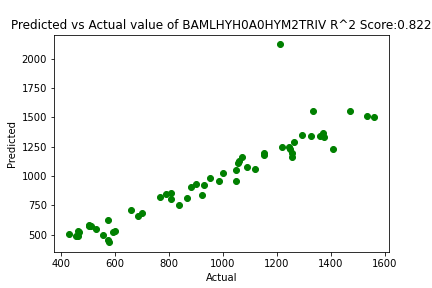 Predicted vs Actual value of BAMLHYH0A0HYM2TRIV R^2 Score:0.822
2000
1750
1500
1250
1000
750
500
Predicted
400 600 800 1000 1200 1400 1600
Actual